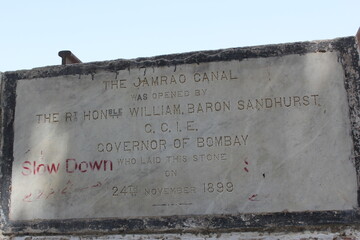 THE JAMRAO CANAL
WAS OPENED BY
THE RT HONBLE WILLIAM, BARON SANDHURST,
G. C. I. E.
GOVERNOR OF BOMBAY
WHO LAID THIS STONE
Slow Down
ON
24TH NOVEMBER 1899